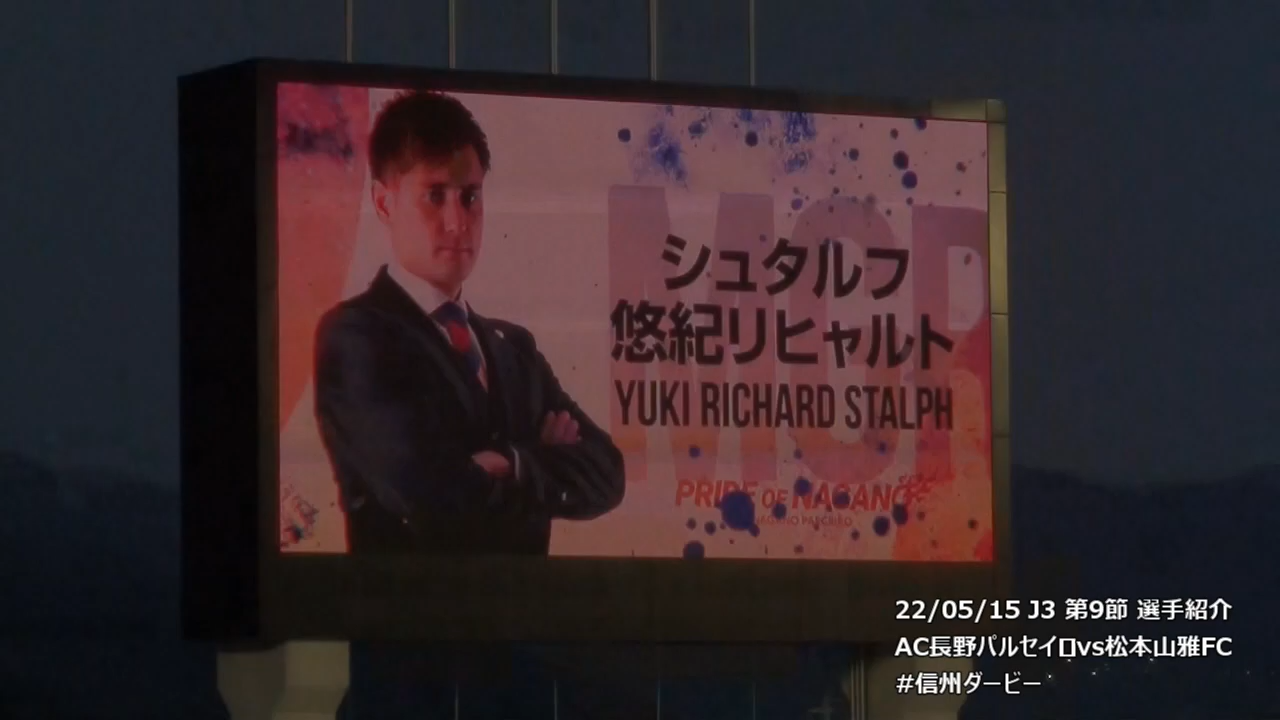 MGR
シュタルフ
悠紀リヒャルト
YUKI RICHARD STALPH
PRIDE OF NAGANO
22/05/15 J3 第9節 選手紹介
AC長野パルセイロvs松本山雅FC
#信州ダービー